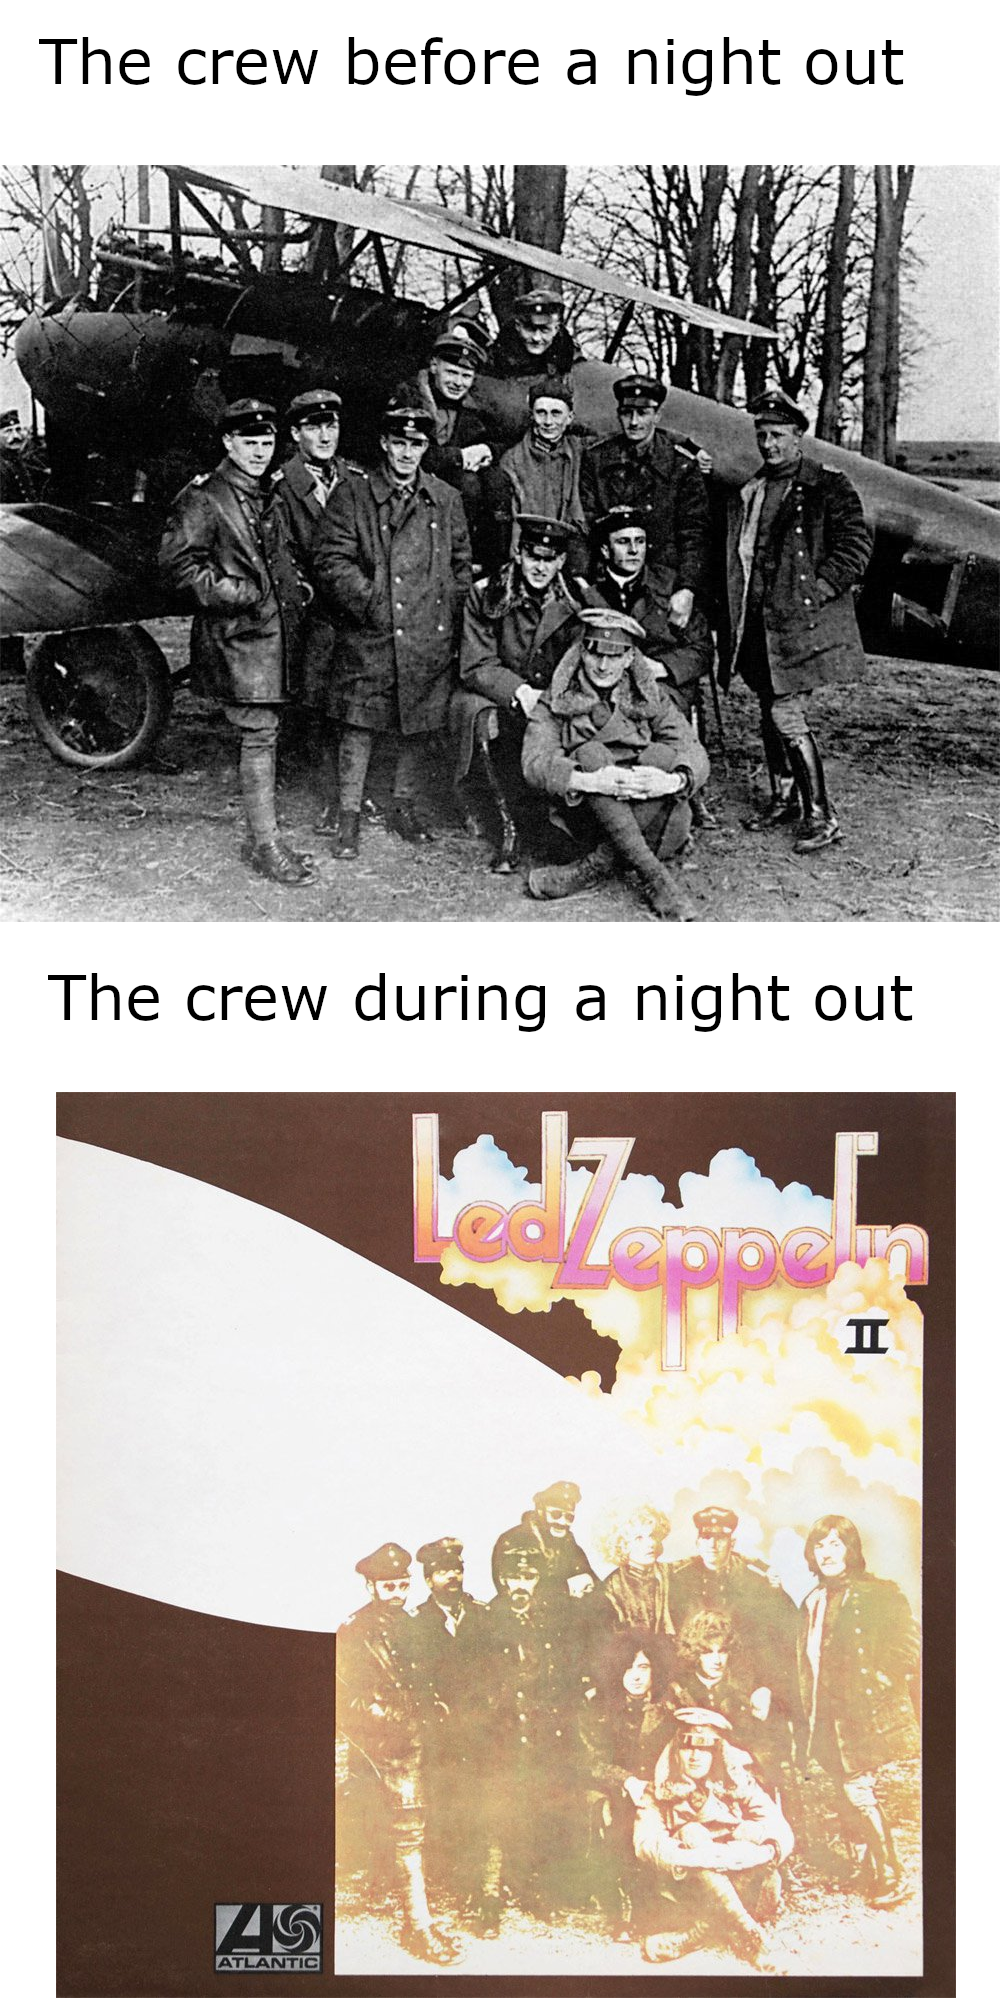 The crew before a night out
The crew during a night out
Led Zeppelin
II
ATLANTIC